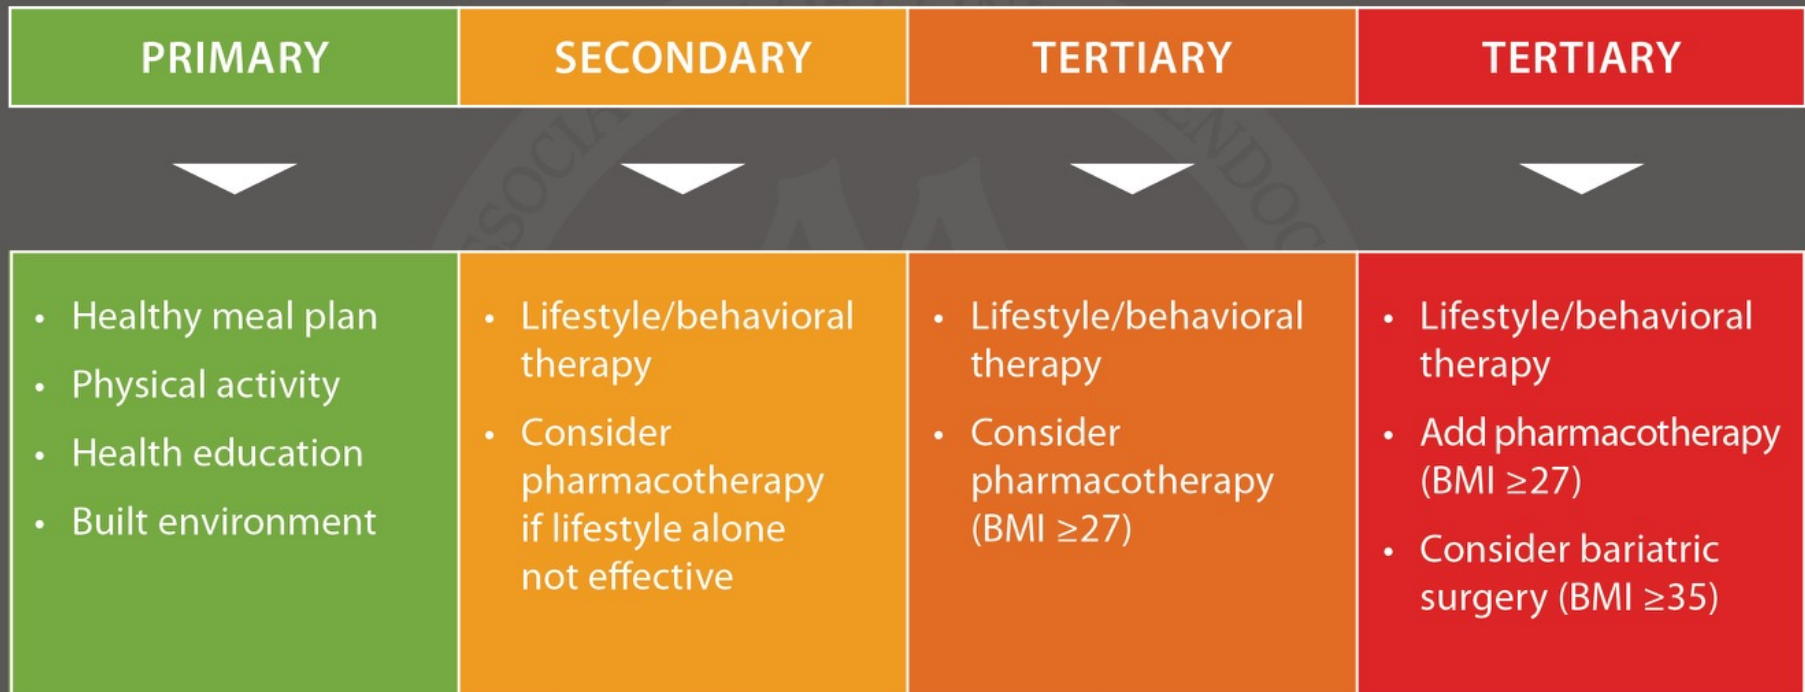 PRIMARY
SECONDARY
TERTIARY
TERTIARY
• Healthy meal plan
• Physical activity
• Health education
• Built environment
• Lifestyle/behavioral
therapy
• Consider
pharmacotherapy
if lifestyle alone
not effective
• Lifestyle/behavioral
therapy
• Consider
pharmacotherapy
(BMI ≥27)
• Lifestyle/behavioral
therapy
• Add pharmacotherapy
(BMI ≥27)
• Consider bariatric
surgery (BMI ≥35)